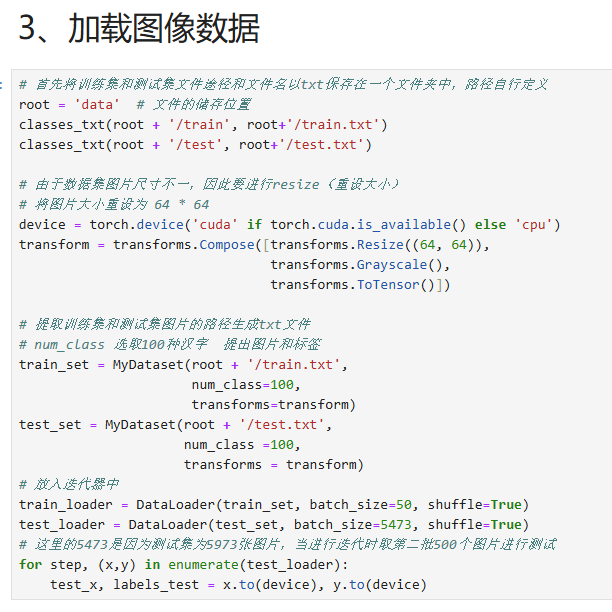 3、加载图像数据
# 首先将训练集和测试集文件途径和文件名以txt保存在一个文件夹中，路径自行定义
root = 'data'  # 文件的储存位置
classes_txt(root + '/train', root+'/train.txt')
classes_txt(root + '/test', root+'/test.txt')

# 由于数据集图片尺寸不一，因此要进行resize（重设大小）
# 将图片大小重设为 64 * 64
device = torch.device('cuda' if torch.cuda.is_available() else 'cpu')
transform = transforms.Compose([transforms.Resize((64, 64)),
                                transforms.Grayscale(),
                                transforms.ToTensor()])

# 提取训练集和测试集图片的路径生成txt文件
# num_class 选取100种汉字  提出图片和标签
train_set = MyDataset(root + '/train.txt',
                      num_class=100,
                      transforms=transform)
test_set = MyDataset(root + '/test.txt',
                     num_class =100,
                     transforms = transform)
# 放入迭代器中
train_loader = DataLoader(train_set, batch_size=50, shuffle=True)
test_loader = DataLoader(test_set, batch_size=5473, shuffle=True)
# 这里的5473是因为测试集为5973张图片，当进行迭代时取第二批500个图片进行测试
for step, (x,y) in enumerate(test_loader):
    test_x, labels_test = x.to(device), y.to(device)